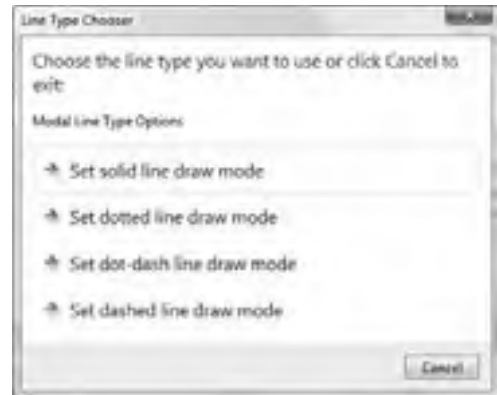 Line Type Chooser
Choose the line type you want to use or click Cancel to
exit:
Modal Line Type Options
Set solid line draw mode
Set dotted line draw mode
Set dot-dash line draw mode
Set dashed line draw mode
Cancel